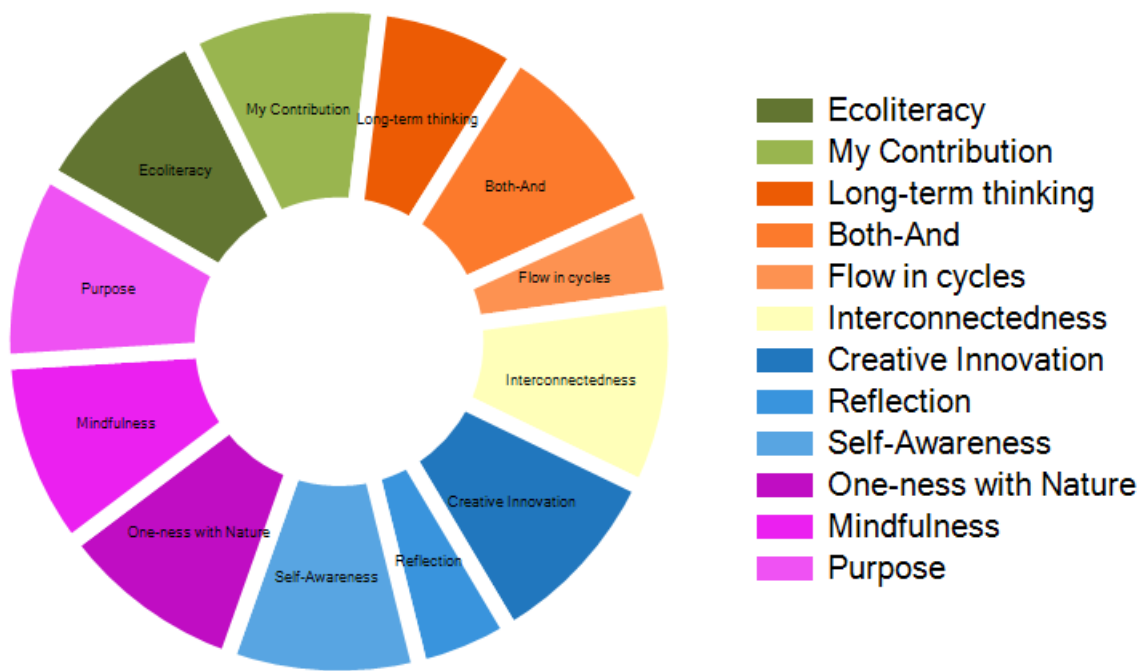 My Contribution
Long-term thinking
Ecoliteracy
Both-And
Flow in cycles
Purpose
Interconnectedness
Mindfulness
Creative Innovation
One-ness with Nature
Reflection
Self-Awareness
Ecoliteracy
My Contribution
Long-term thinking
Both-And
Flow in cycles
Interconnectedness
Creative Innovation
Reflection
Self-Awareness
One-ness with Nature
Mindfulness
Purpose